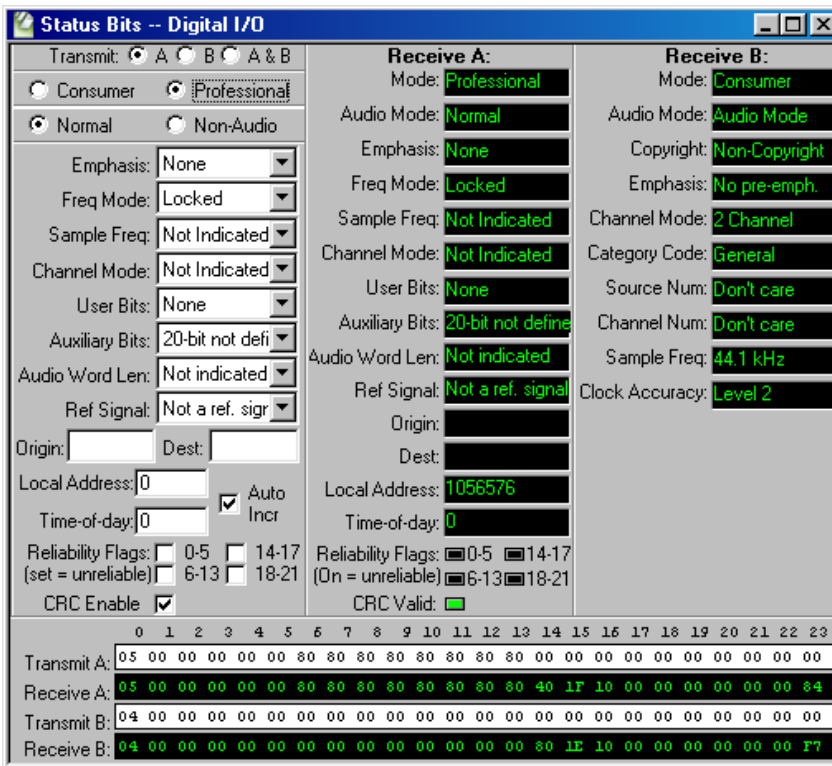 Status Bits -- Digital I/O
Transmit: A B A & B
Consumer Professional
Normal Non-Audio
Emphasis: None
Freq Mode: Locked
Sample Freq: Not Indicated
Channel Mode: Not Indicated
User Bits: None
Auxiliary Bits: 20-bit not defi
Audio Word Len: Not indicated
Ref Signal: Not a ref. sigr
Origin: Dest:
Local Address: 0
Auto
Incr
Time-of-day: 0
Reliability Flags: 0-5 14-17
(set = unreliable) 6-13 18-21
CRC Enable
Receive A:
Mode: Professional
Audio Mode: Normal
Emphasis: None
Freq Mode: Locked
Sample Freq: Not Indicated
Channel Mode: Not Indicated
User Bits: None
Auxiliary Bits: 20-bit not define
Audio Word Len: Not indicated
Ref Signal: Not a ref. signal
Origin:
Dest:
Local Address: 1056576
Time-of-day: 0
Reliability Flags: 0-5 14-17
(On = unreliable) 6-13 18-21
CRC Valid:
Receive B:
Mode: Consumer
Audio Mode: Audio Mode
Copyright: Non-Copyright
Emphasis: No pre-emph.
Channel Mode: 2 Channel
Category Code: General
Source Num: Don't care
Channel Num: Don't care
Sample Freq: 44.1 kHz
Clock Accuracy: Level 2
0 1 2 3 4 5 6 7 8 9 10 11 12 13 14 15 16 17 18 19 20 21 22 23
Transmit A: 05 00 00 00 00 00 80 80 80 80 80 80 80 80 00 00 00 00 00 00 00 00 00 00
Receive A: 05 00 00 00 00 00 80 80 80 80 80 80 80 80 40 1F 10 00 00 00 00 00 00 84
Transmit B: 04 00 00 00 00 00 00 00 00 00 00 00 00 00 00 00 00 00 00 00 00 00 00 00
Receive B: 04 00 00 00 00 00 00 00 00 00 00 00 00 00 80 1E 10 00 00 00 00 00 00 F7